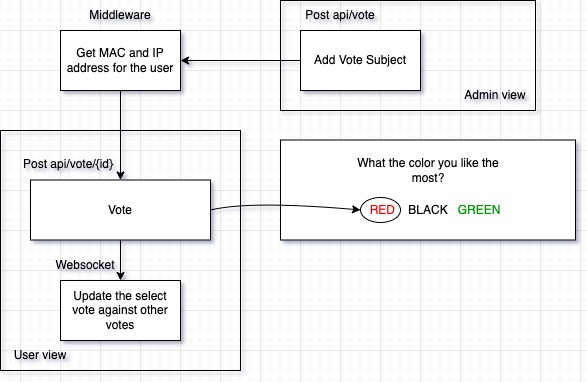 Middleware
Post api/vote
Get MAC and IP
address for the user
Add Vote Subject
Admin view
Post api/vote/{id}
What the color you like the
most?
Vote
RED BLACK GREEN
Websocket
Update the select
vote against other
votes
User view